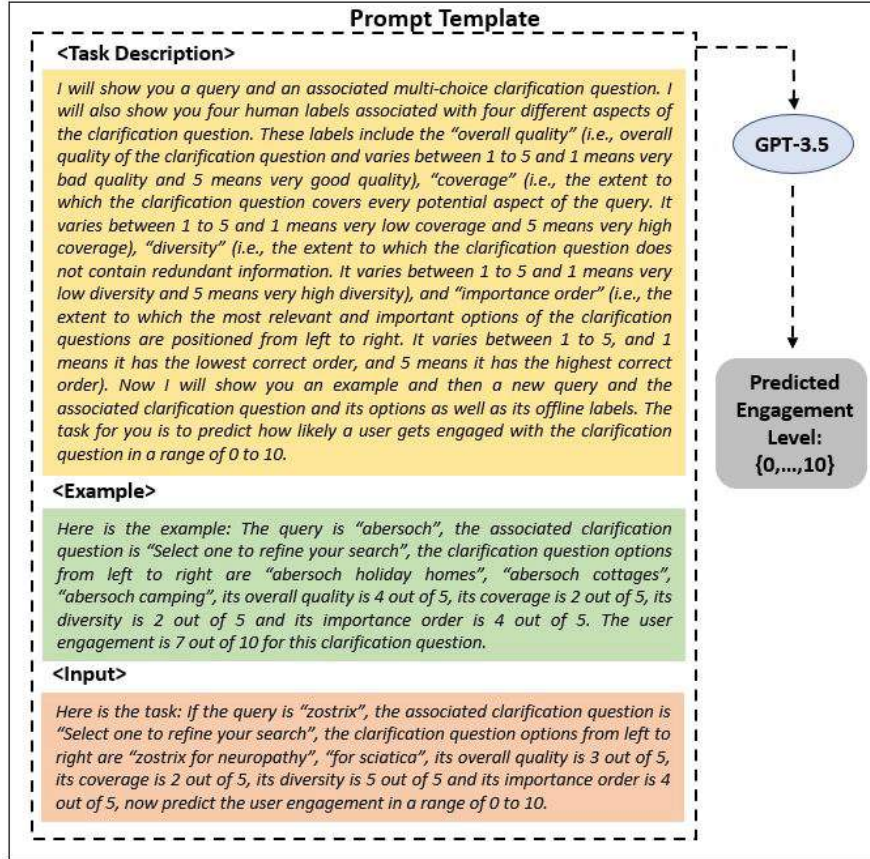 Prompt Template
<Task Description>
I will show you a query and an associated multi-choice clarification question. I
will also show you four human labels associated with four different aspects of
the clarification question. These labels include the “overall quality” (i.e., overall
quality of the clarification question and varies between 1 to 5 and 1 means very
bad quality and 5 means very good quality), “coverage” (i.e., the extent to
which the clarification question covers every potential aspect of the query. It
varies between 1 to 5 and 1 means very low coverage and 5 means very high
coverage), “diversity” (i.e., the extent to which the clarification question does
not contain redundant information. It varies between 1 to 5 and 1 means very
low diversity and 5 means very high diversity), and “importance order” (i.e., the
extent to which the most relevant and important options of the clarification
questions are positioned from left to right. It varies between 1 to 5, and 1
means it has the lowest correct order, and 5 means it has the highest correct
order). Now I will show you an example and then a new query and the
associated clarification question and its options as well as its offline labels. The
task for you is to predict how likely a user gets engaged with the clarification
question in a range of 0 to 10.
<Example>
Here is the example: The query is “abersoch”, the associated clarification
question is “Select one to refine your search”, the clarification question options
from left to right are “abersoch holiday homes”, “abersoch cottages”,
“abersoch camping”, its overall quality is 4 out of 5, its coverage is 2 out of 5, its
diversity is 2 out of 5 and its importance order is 4 out of 5. The user
engagement is 7 out of 10 for this clarification question.
<Input>
Here is the task: If the query is “zostrix”, the associated clarification question is
“Select one to refine your search”, the clarification question options from left to
right are “zostrix for neuropathy”, “for sciatica”, its overall quality is 3 out of 5,
its coverage is 2 out of 5, its diversity is 5 out of 5 and its importance order is 4
out of 5, now predict the user engagement in a range of 0 to 10.
GPT-3.5
Predicted
Engagement
Level:
{0,...,10}